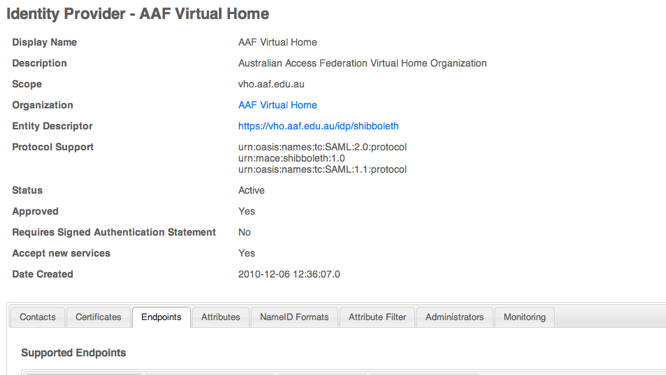 Identity Provider - AAF Virtual Home
Display Name AAF Virtual Home
Description Australian Access Federation Virtual Home Organization
Scope vho.aaf.edu.au
Organization AAF Virtual Home
Entity Descriptor https://vho.aaf.edu.au/idp/shibboleth
Protocol Support urn:oasis:names:tc:SAML:2.0:protocol
urn:mace:shibboleth:1.0
urn:oasis:names:tc:SAML:1.1:protocol
Status Active
Approved Yes
Requires Signed Authentication Statement No
Accept new services Yes
Date Created 2010-12-06 12:36:07.0
Contacts Certificates Endpoints Attributes NameID Formats Attribute Filter Administrators Monitoring
Supported Endpoints